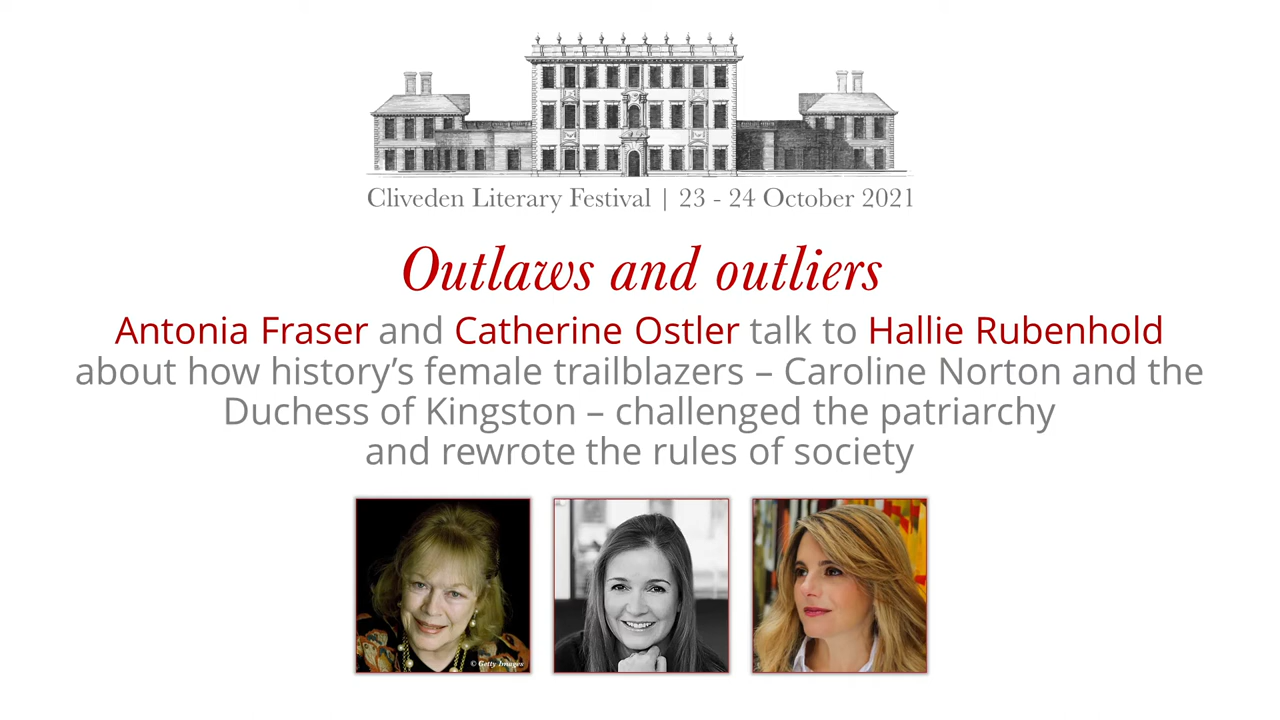 Cliveden Literary Festival | 23 - 24 October 2021
Outlaws and outliers
Antonia Fraser and Catherine Ostler talk to Hallie Rubenhold
about how history’s female trailblazers – Caroline Norton and the
Duchess of Kingston – challenged the patriarchy
and rewrote the rules of society
© Getty Images